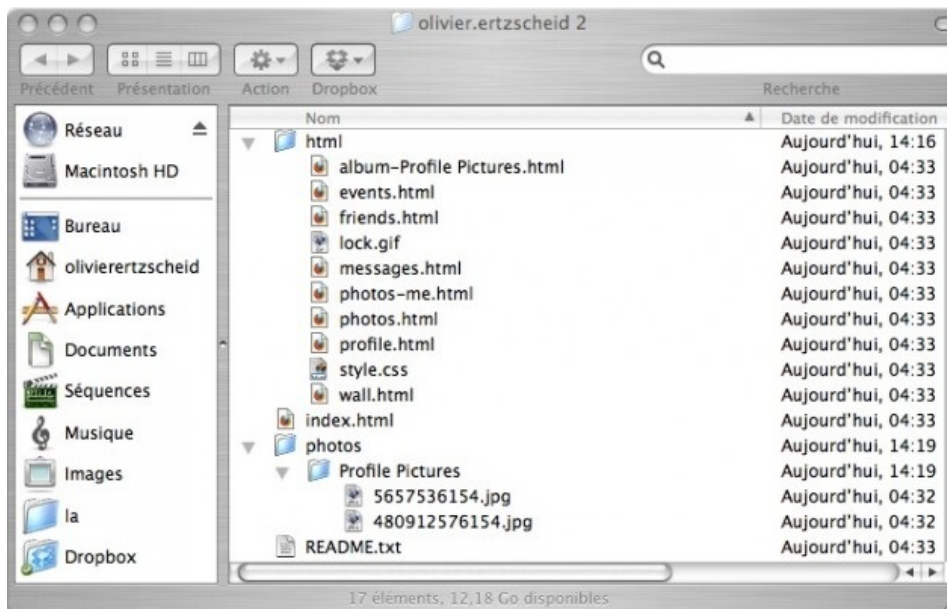 olivier.ertzscheid 2
Précédent Présentation Action Dropbox Recherche
Réseau
Macintosh HD
Bureau
olivierertzscheid
Applications
Documents
Séquences
Musique
Images
la
Dropbox
Nom Date de modification
html Aujourd'hui, 14:16
album-Profile Pictures.html Aujourd'hui, 04:33
events.html Aujourd'hui, 04:33
friends.html Aujourd'hui, 04:33
lock.gif Aujourd'hui, 04:33
messages.html Aujourd'hui, 04:33
photos-me.html Aujourd'hui, 04:33
photos.html Aujourd'hui, 04:33
profile.html Aujourd'hui, 04:33
style.css Aujourd'hui, 04:33
wall.html Aujourd'hui, 04:33
index.html Aujourd'hui, 04:33
photos Aujourd'hui, 14:19
Profile Pictures Aujourd'hui, 14:19
5657536154.jpg Aujourd'hui, 04:32
480912576154.jpg Aujourd'hui, 04:32
README.txt Aujourd'hui, 04:33
17 éléments, 12,18 Go disponibles